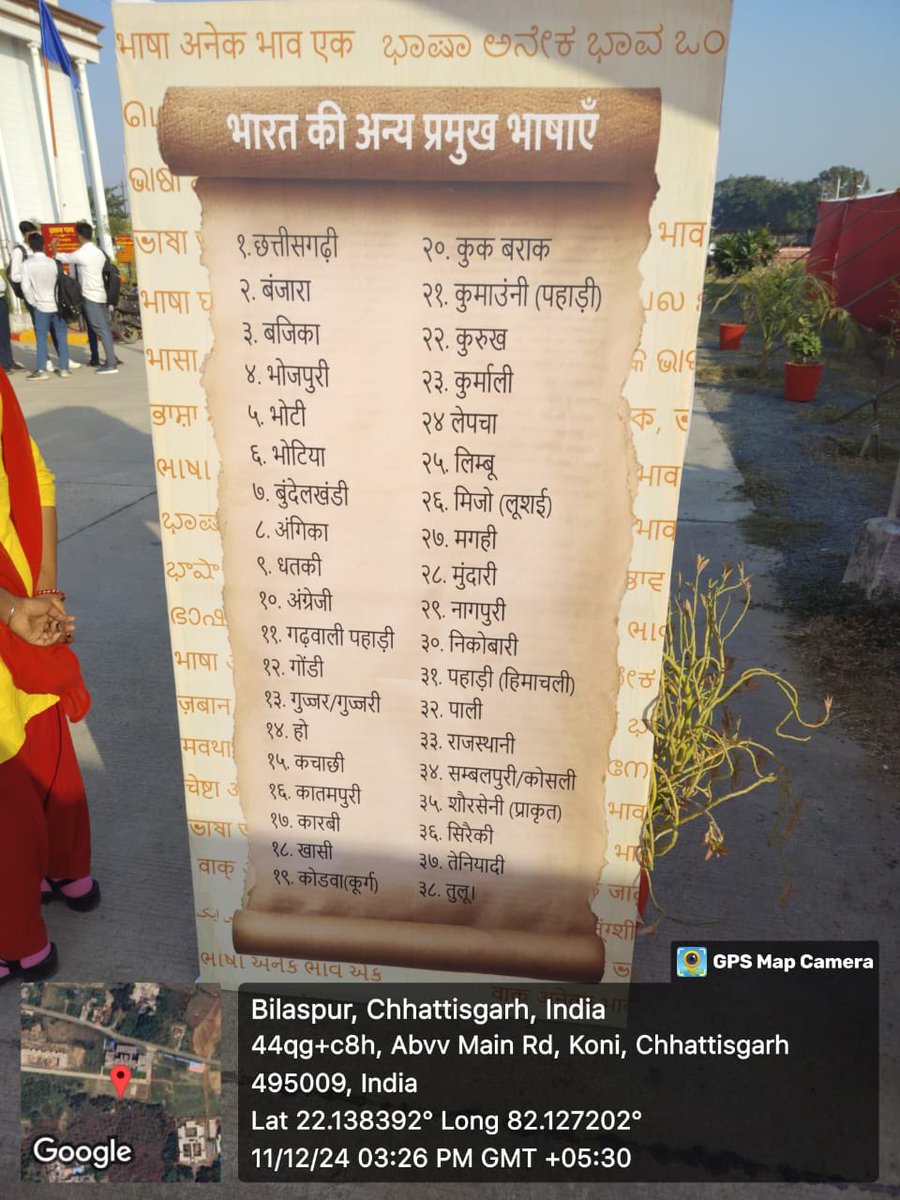 भाषा अनेक भाव एक ಭಾಷಾ ಅನೇಕ ಭಾವ ಒಂ
भारत की अन्य प्रमुख भाषाएँ
१.छत्तीसगढ़ी
२. बंजारा
३. बजिका
४. भोजपुरी
५. भोटी
६. भोटिया
७. बुंदेलखंडी
८. अंगिका
९. धतकी
१०. अंग्रेजी
११. गढ़वाली पहाड़ी
१२. गोंडी
१३. गुज्जर/गुज्जरी
१४. हो
१५. कचाछी
१६. कातमपुरी
१७. कारबी
१८. खासी
१९. कोडवा(कूर्ग)
२०. कुक बराक
२१. कुमाउंनी (पहाड़ी)
२२. कुरुख
२३. कुर्माली
२४ लेपचा
२५. लिम्बू
२६. मिजो (लूशई)
२७. मगही
२८. मुंदारी
२९. नागपुरी
३०. निकोबारी
३१. पहाड़ी (हिमाचली)
३२. पाली
३३. राजस्थानी
३४. सम्बलपुरी/कोसली
३५. शौरसेनी (प्राकृत)
३६. सिरैकी
३७. तेनियादी
३८. तुलू।
भाषा
भाषा
भासा
भाषा
ज़बान
चेष्टा
भाषा
वाक्
भाव
भाव
भाव
भाव
ભાષા અનેક ભાવ એક
GPS Map Camera
Google
Bilaspur, Chhattisgarh, India
44qg+c8h, Abvv Main Rd, Koni, Chhattisgarh
495009, India
Lat 22.138392° Long 82.127202°
11/12/24 03:26 PM GMT +05:30